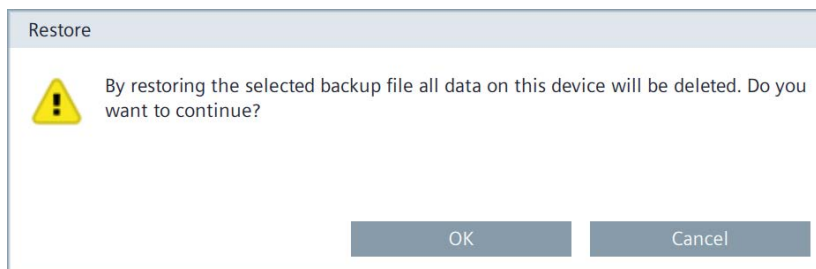 Restore
By restoring the selected backup file all data on this device will be deleted. Do you
want to continue?
OK
Cancel